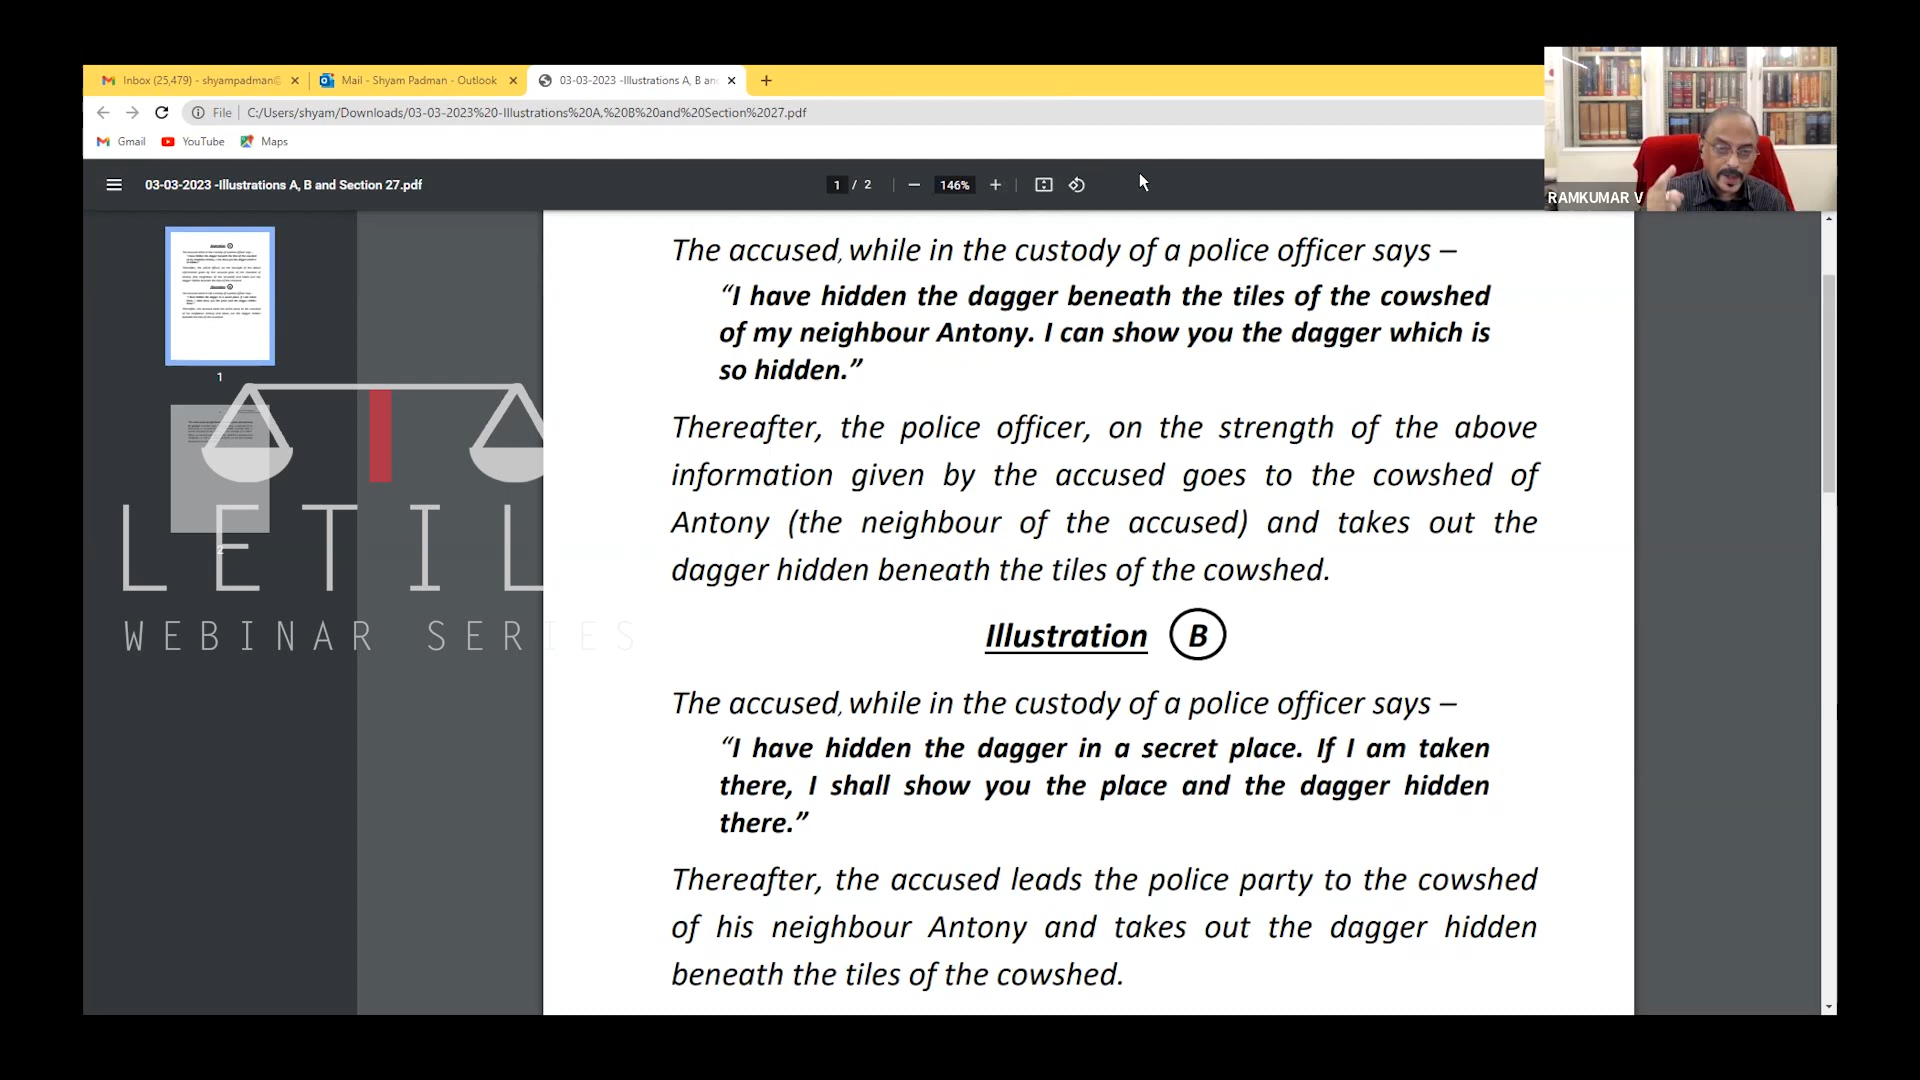 Inbox (25,479) - shyampadman@
Mail - Shyam Padman - Outlook
03-03-2023 -Illustrations A, B an
File
C:/Users/shyam/Downloads/03-03-2023%20-Illustrations%20A,%20B%20and%20Section%2027.pdf
Gmail
YouTube
Maps
03-03-2023 -Illustrations A, B and Section 27.pdf
1 / 2
146%
RAMKUMAR V
The accused, while in the custody of a police officer says –
“I have hidden the dagger beneath the tiles of the cowshed
of my neighbour Antony. I can show you the dagger which is
so hidden.”
Thereafter, the police officer, on the strength of the above
information given by the accused goes to the cowshed of
Antony (the neighbour of the accused) and takes out the
dagger hidden beneath the tiles of the cowshed.
Illustration B
The accused, while in the custody of a police officer says –
“I have hidden the dagger in a secret place. If I am taken
there, I shall show you the place and the dagger hidden
there.”
Thereafter, the accused leads the police party to the cowshed
of his neighbour Antony and takes out the dagger hidden
beneath the tiles of the cowshed.
1
2
LETIL
WEBINAR SERIES